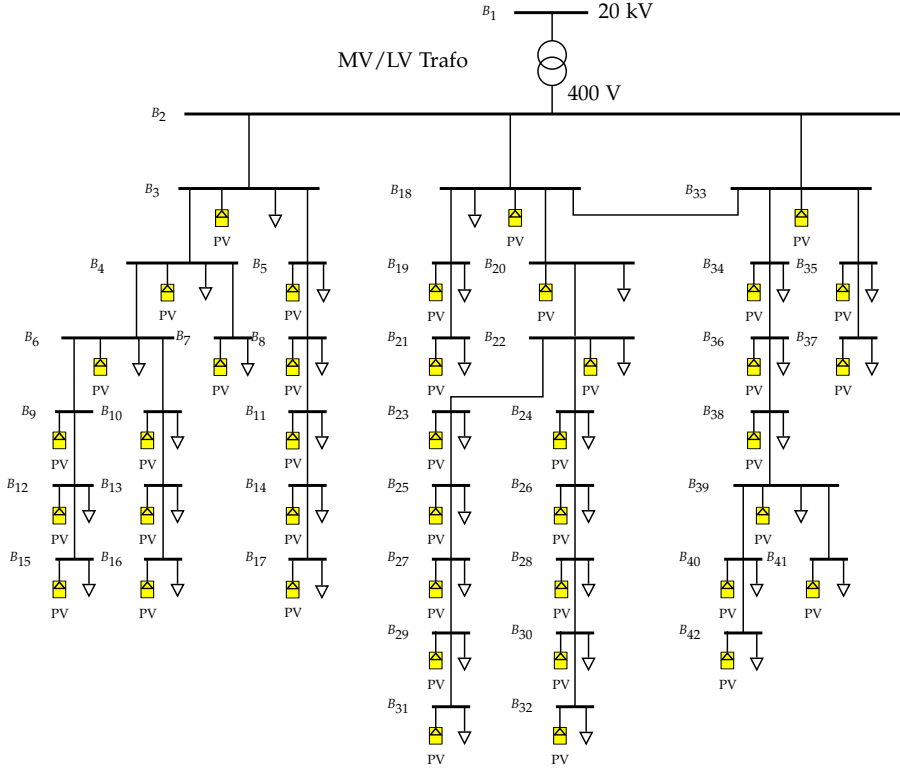 B1 20 kV
MV/LV Trafo
400 V
B2
B3 B18 B33
PV PV PV
B4 B5 B19 B20 B34 B35
PV PV PV PV PV PV
B6 B7 B8 B21 B22 B36 B37
PV PV PV PV PV PV PV
B9 B10 B11 B23 B24 B38
PV PV PV PV PV PV
B12 B13 B14 B25 B26 B39
PV PV PV PV PV PV
B15 B16 B17 B27 B28 B40 B41
PV PV PV PV PV PV PV
B29 B30 B42
PV PV PV
B31 B32
PV PV